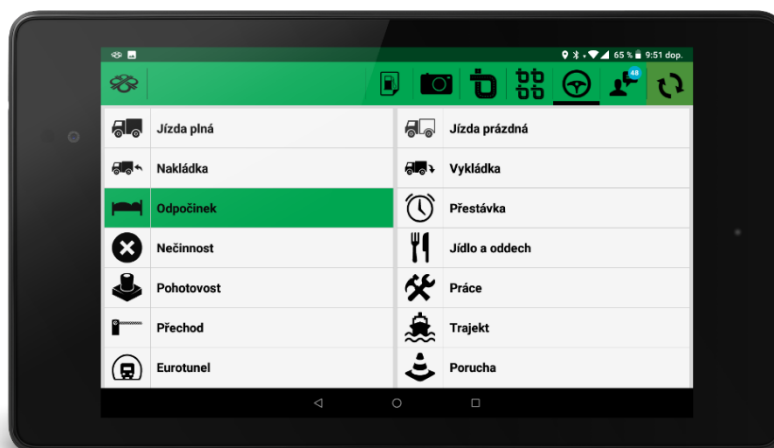 65 % 9:51 dop.
48
Jízda plná
Jízda prázdná
Nakládka
Vykládka
Odpočinek
Přestávka
Nečinnost
Jídlo a oddech
Pohotovost
Práce
Přechod
Trajekt
Eurotunel
Porucha